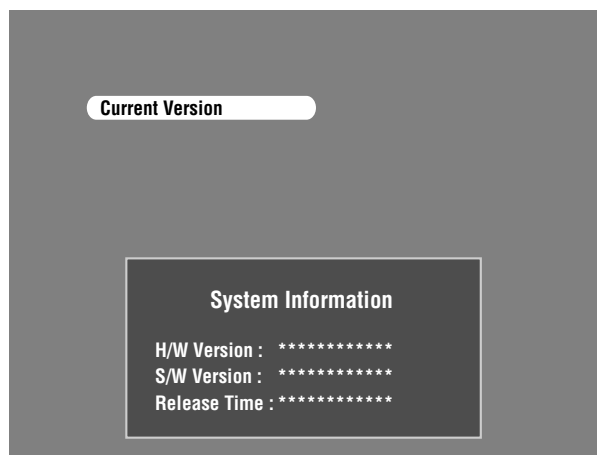 Current Version
System Information
H/W Version : ************
S/W Version : ************
Release Time : ************